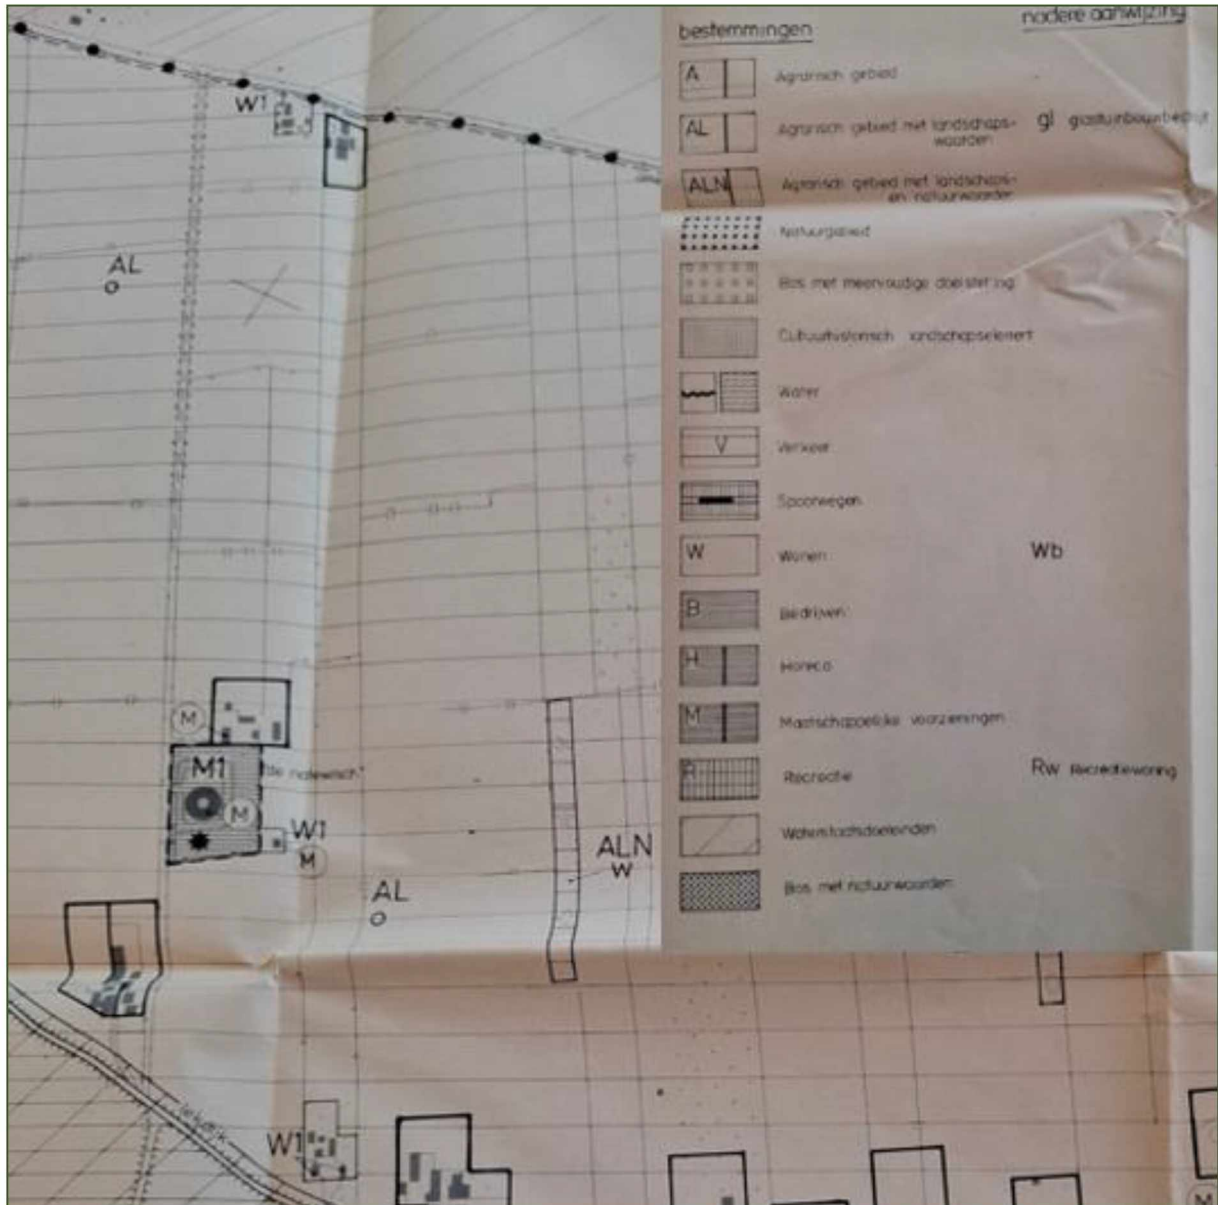 W1
AL
M
M1
M
W1
M
ALN
W
AL
W1
bestemmingen
nadere aanwijzing
A Agrarisch gebied
AL Agrarisch gebied met landschaps-
waarden
gl glastuinbouwbedrijf
ALN Agrarisch gebied met landschaps-
en natuurwaarden
Natuurgebied
Bos met meervoudige doelstelling
Cultuurhistorisch landschapselement
Water
V Verkeer
Spoorwegen
W Wonen Wb
B Bedrijven
H Horeca
M Maatschappelijke voorzieningen
R Recreatie Rw Recreatiewoning
Waterstaatsdoeleinden
Bos met natuurwaarden
M